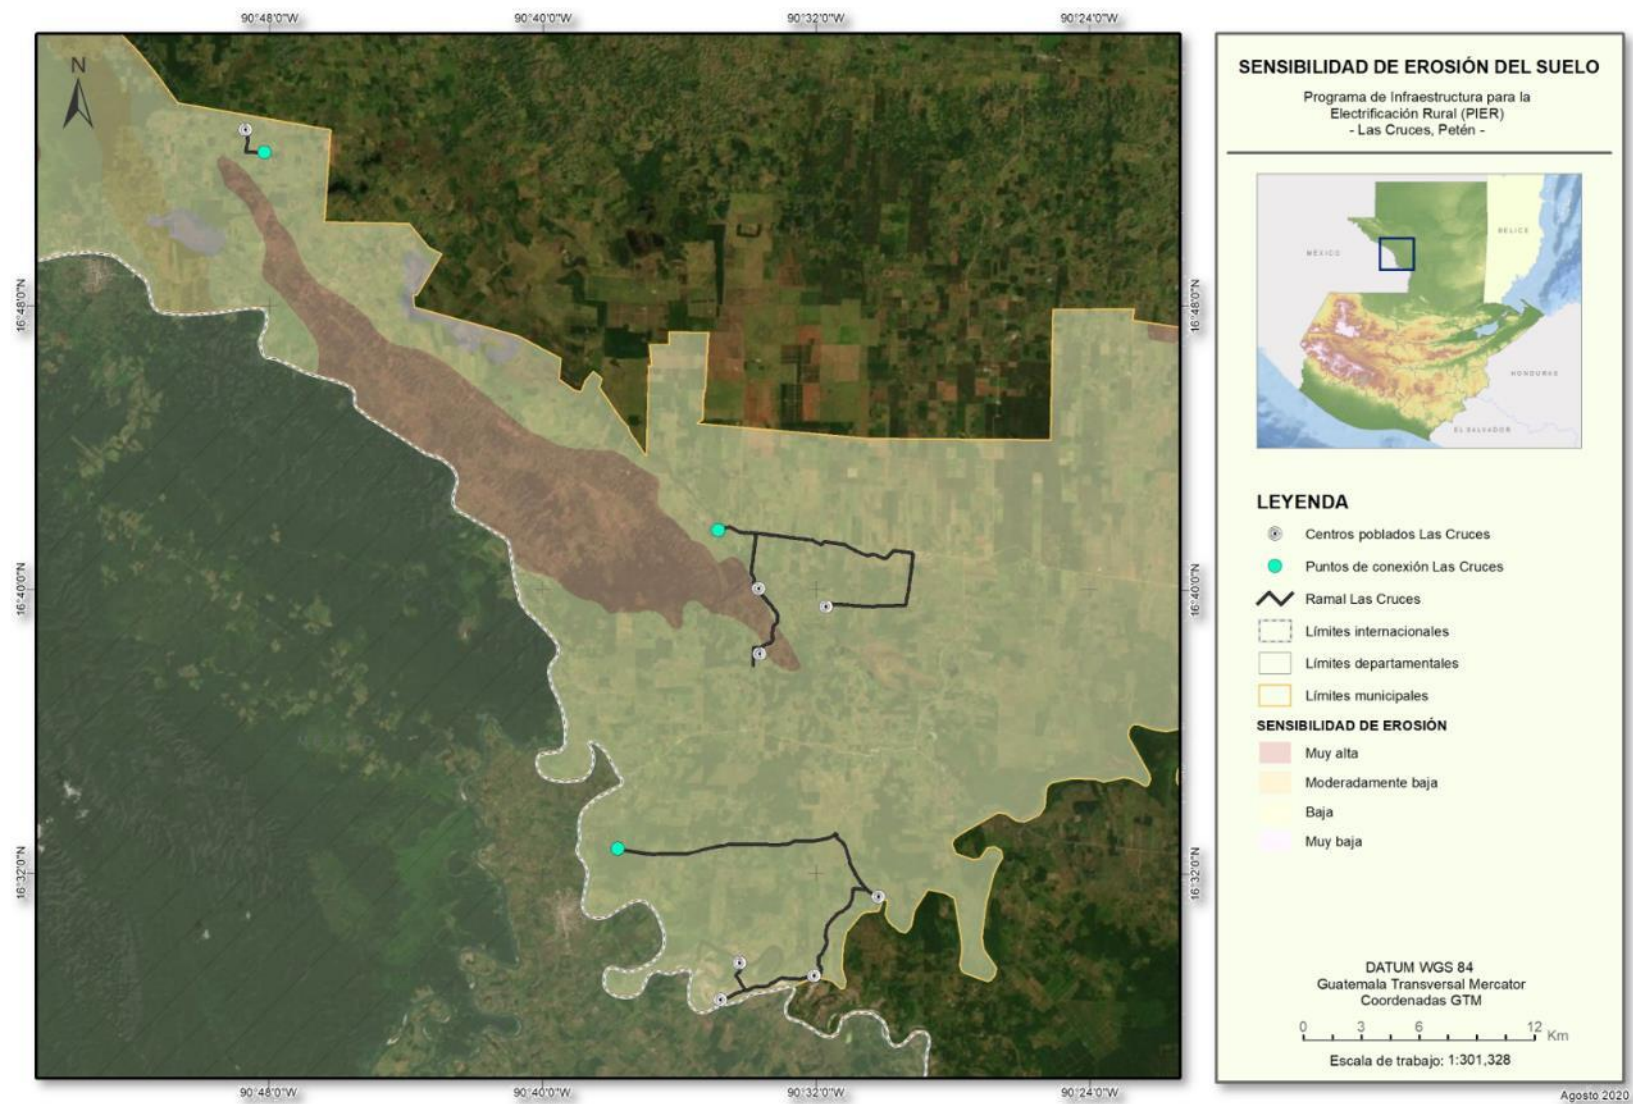 90°48'0"W 90°40'0"W 90°32'0"W 90°24'0"W
N
16°48'0"N 16°48'0"N
16°40'0"N 16°40'0"N
16°32'0"N 16°32'0"N
90°48'0"W 90°40'0"W 90°32'0"W 90°24'0"W
SENSIBILIDAD DE EROSIÓN DEL SUELO
Programa de Infraestructura para la
Electrificación Rural (PIER)
- Las Cruces, Petén -
BELICE
MÉXICO
HONDURAS
EL SALVADOR
LEYENDA
Centros poblados Las Cruces
Puntos de conexión Las Cruces
Ramal Las Cruces
Límites internacionales
Límites departamentales
Límites municipales
SENSIBILIDAD DE EROSIÓN
Muy alta
Moderadamente baja
Baja
Muy baja
DATUM WGS 84
Guatemala Transversal Mercator
Coordenadas GTM
0 3 6 12 Km
Escala de trabajo: 1:301,328
Agosto 2020